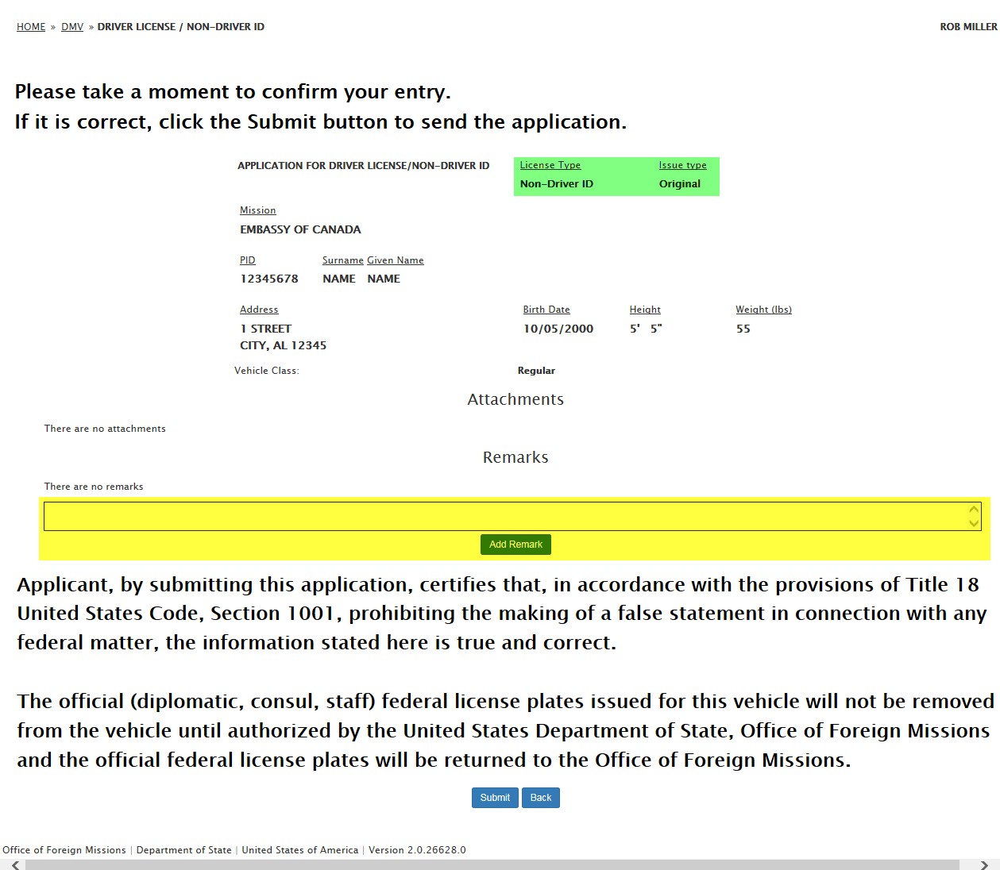 HOME » DMV » DRIVER LICENSE / NON-DRIVER ID
ROB MILLER
Please take a moment to confirm your entry.
If it is correct, click the Submit button to send the application.
APPLICATION FOR DRIVER LICENSE/NON-DRIVER ID
License Type Issue type
Non-Driver ID Original
Mission
EMBASSY OF CANADA
PID Surname Given Name
12345678 NAME NAME
Address Birth Date Height Weight (lbs)
1 STREET 10/05/2000 5' 5" 55
CITY, AL 12345
Vehicle Class: Regular
Attachments
There are no attachments
Remarks
There are no remarks
Add Remark
Applicant, by submitting this application, certifies that, in accordance with the provisions of Title 18
United States Code, Section 1001, prohibiting the making of a false statement in connection with any
federal matter, the information stated here is true and correct.
The official (diplomatic, consul, staff) federal license plates issued for this vehicle will not be removed
from the vehicle until authorized by the United States Department of State, Office of Foreign Missions
and the official federal license plates will be returned to the Office of Foreign Missions.
Submit Back
Office of Foreign Missions | Department of State | United States of America | Version 2.0.26628.0